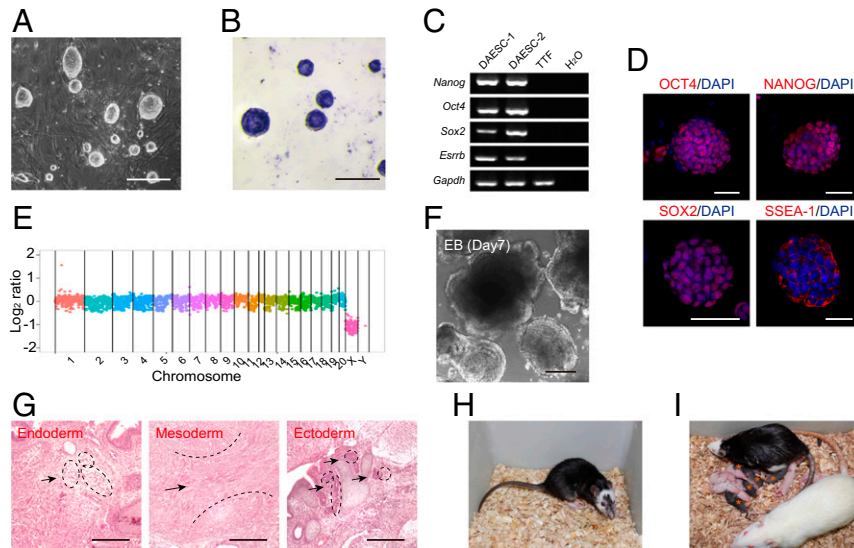 A
B
C
DAESC-1
DAESC-2
TTF
H₂O
Nanog
Oct4
Sox2
Esrrb
Gapdh
D
OCT4/DAPI
NANOG/DAPI
SOX2/DAPI
SSEA-1/DAPI
E
Log₂ ratio
2
1
0
-1
-2
1 2 3 4 5 6 7 8 9 10 11 12 13 14 15 16 17 18 19 20 X Y
Chromosome
F
EB (Day7)
G
Endoderm
Mesoderm
Ectoderm
H
I